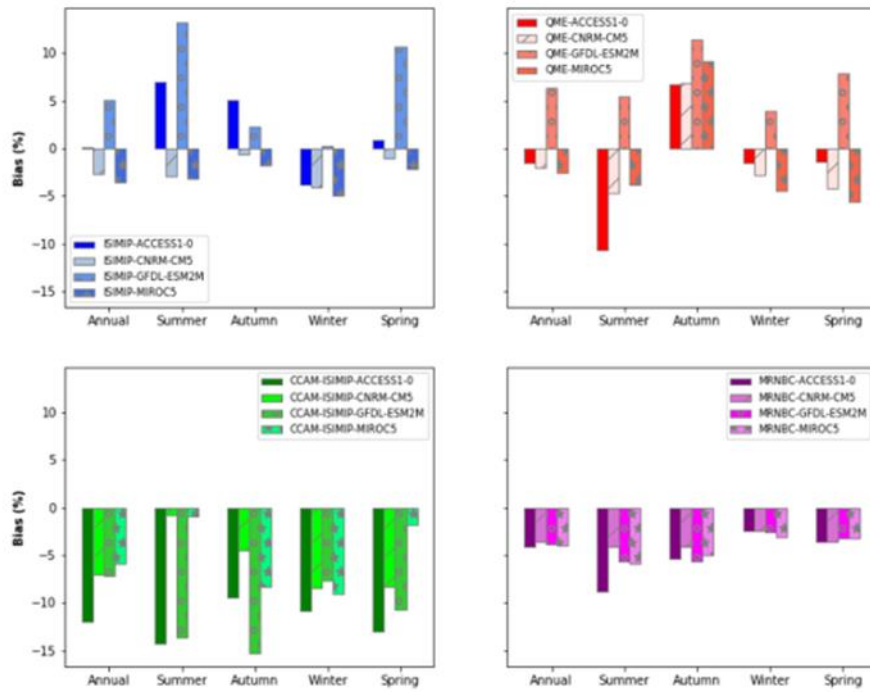 10
5
0
−5
−10
−15
Bias (%)
ISIMIP-ACCESS1-0
ISIMIP-CNRM-CM5
ISIMIP-GFDL-ESM2M
ISIMIP-MIROC5
Annual Summer Autumn Winter Spring
QME-ACCESS1-0
QME-CNRM-CM5
QME-GFDL-ESM2M
QME-MIROC5
Annual Summer Autumn Winter Spring
10
5
0
−5
−10
−15
Bias (%)
CCAM-ISIMIP-ACCESS1-0
CCAM-ISIMIP-CNRM-CM5
CCAM-ISIMIP-GFDL-ESM2M
CCAM-ISIMIP-MIROC5
Annual Summer Autumn Winter Spring
MRNBC-ACCESS1-0
MRNBC-CNRM-CM5
MRNBC-GFDL-ESM2M
MRNBC-MIROC5
Annual Summer Autumn Winter Spring